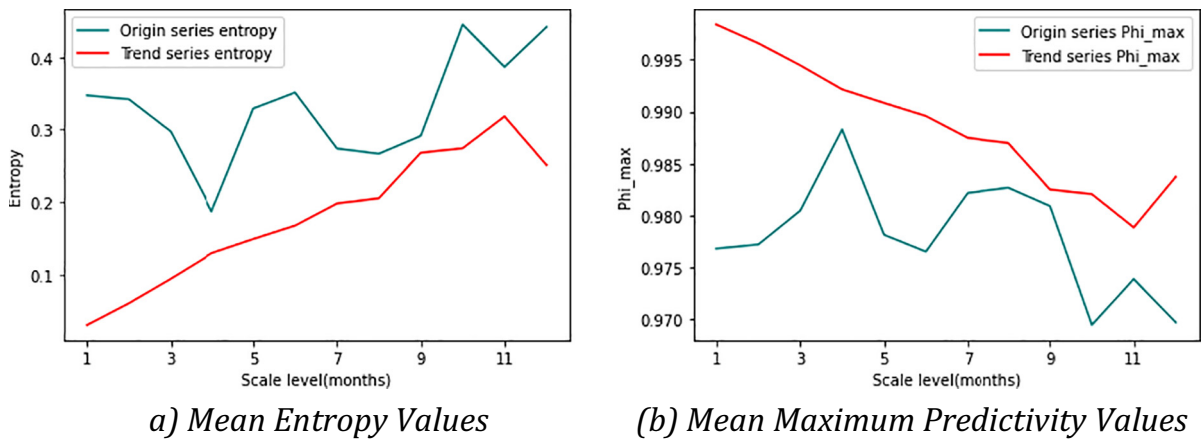 Origin series entropy
Trend series entropy
0.4
0.3
0.2
0.1
Entropy
1 3 5 7 9 11
Scale level(months)
a) Mean Entropy Values
Origin series Phi_max
Trend series Phi_max
0.995
0.990
0.985
0.980
0.975
0.970
Phi_max
1 3 5 7 9 11
Scale level(months)
(b) Mean Maximum Predictivity Values